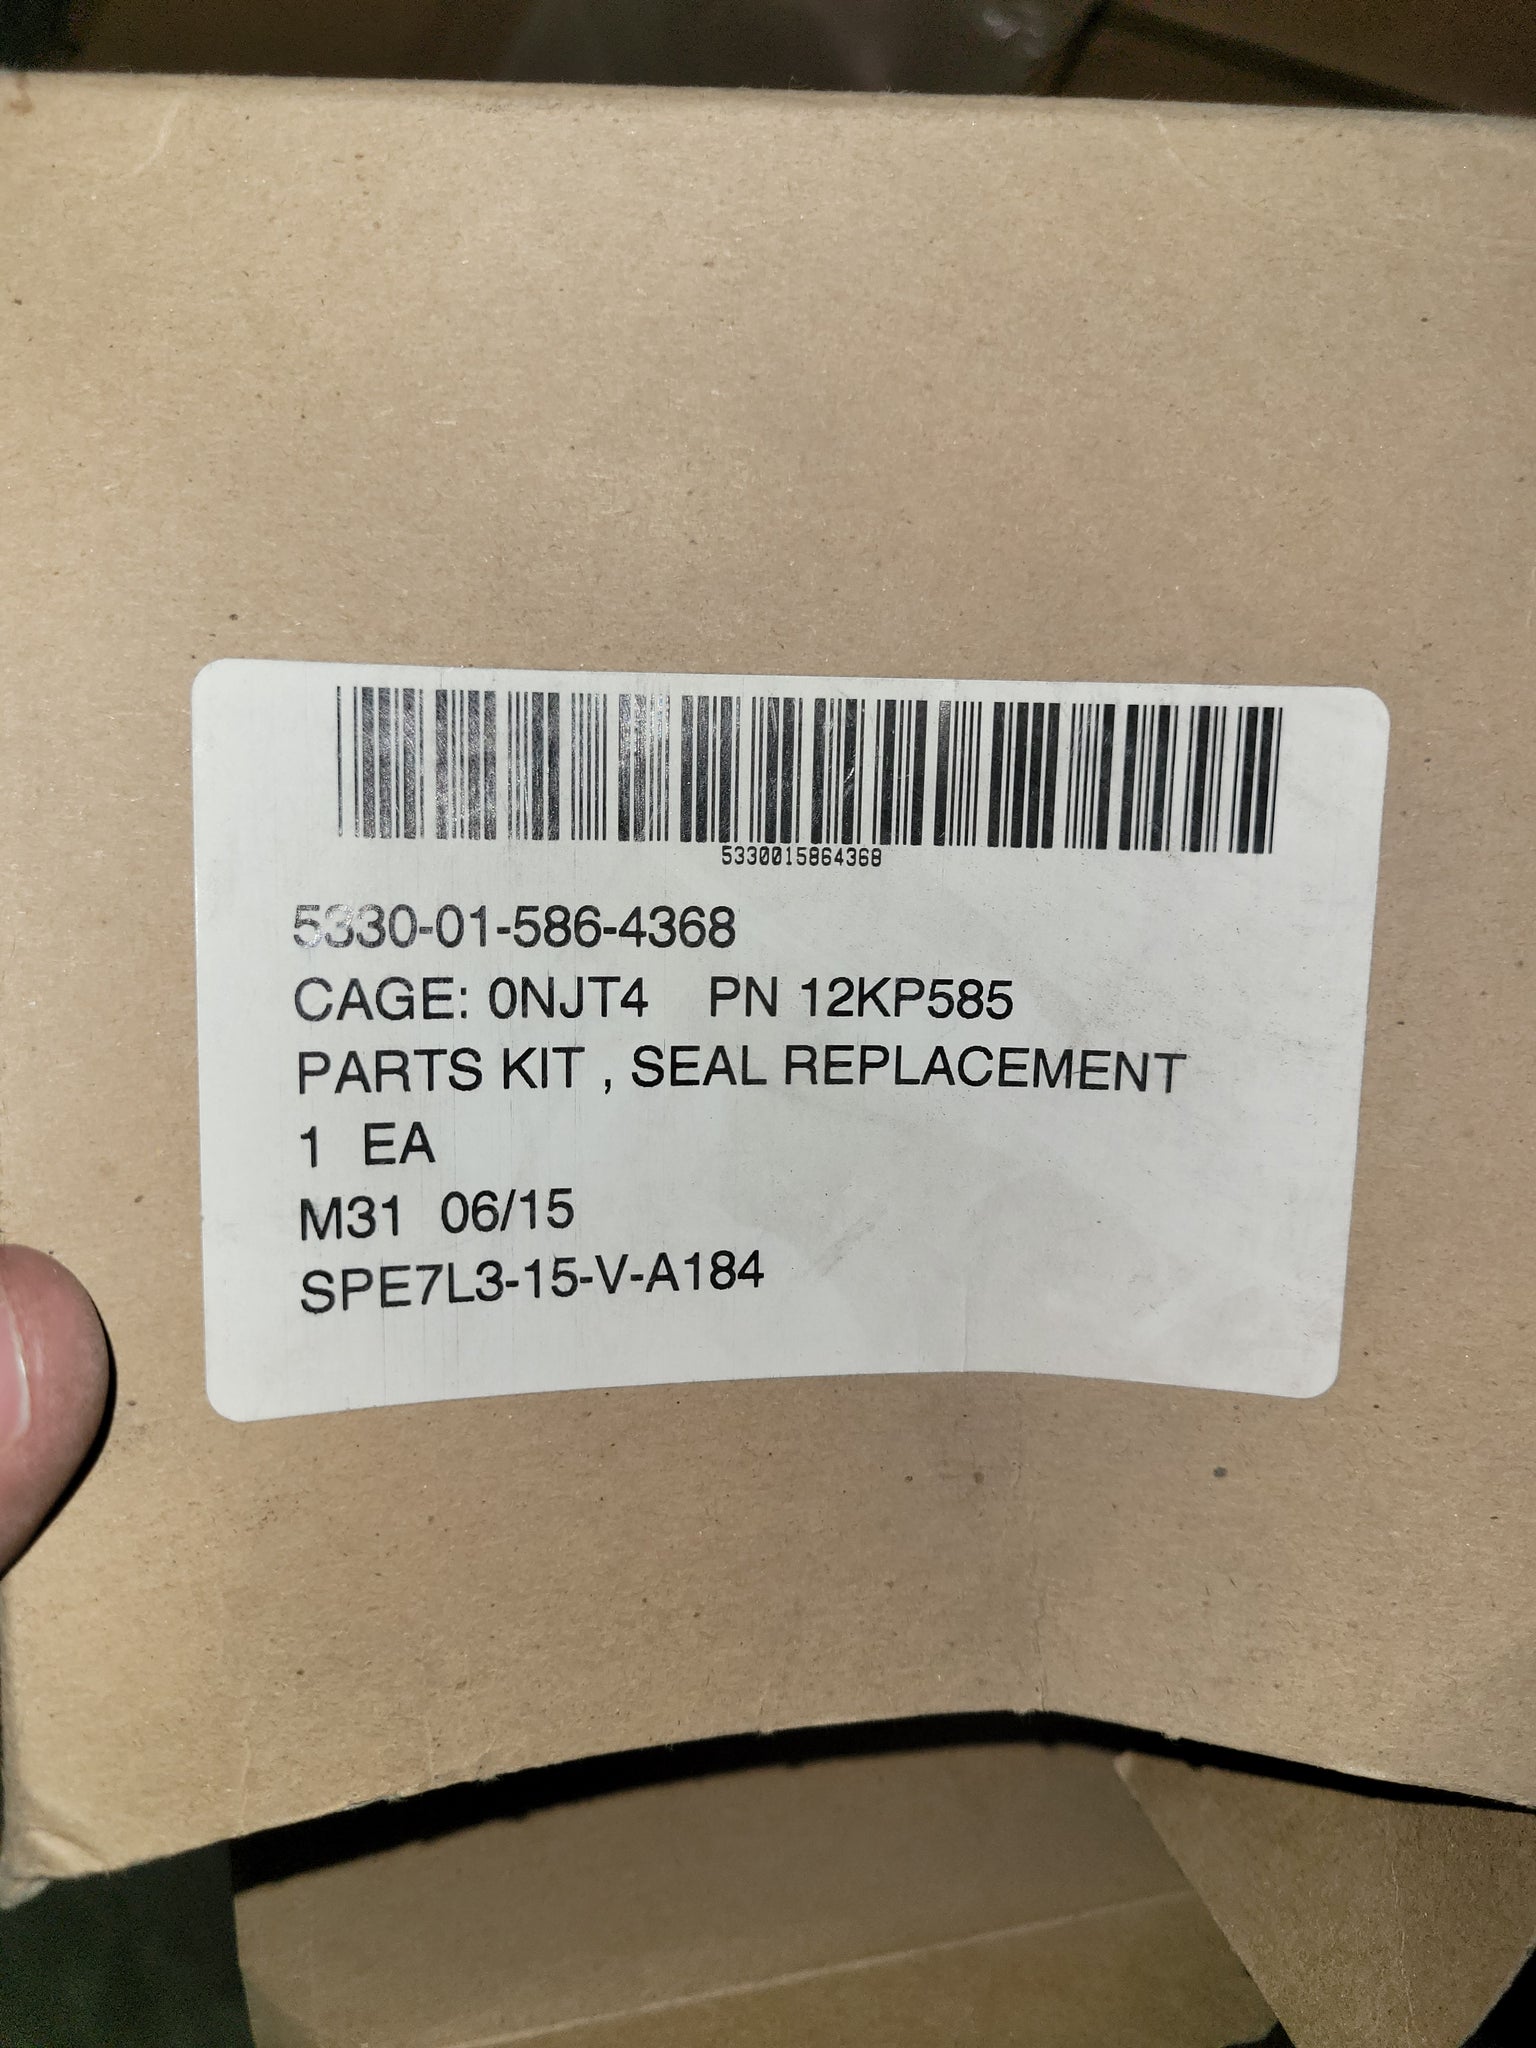 5330015864368
5330-01-586-4368
CAGE: 0NJT4 PN 12KP585
PARTS KIT , SEAL REPLACEMENT
1 EA
M31 06/15
SPE7L3-15-V-A184